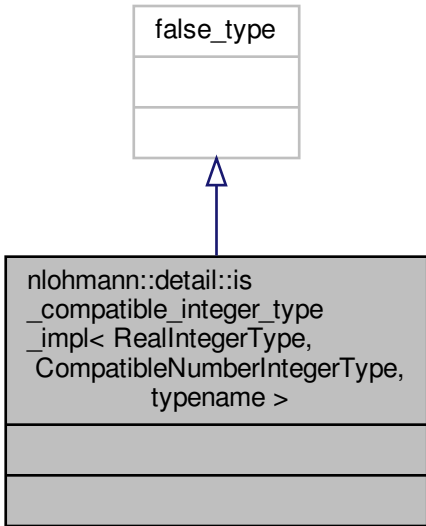 false_type
nlohmann::detail::is
_compatible_integer_type
_impl< RealIntegerType,
CompatibleNumberIntegerType,
typename >